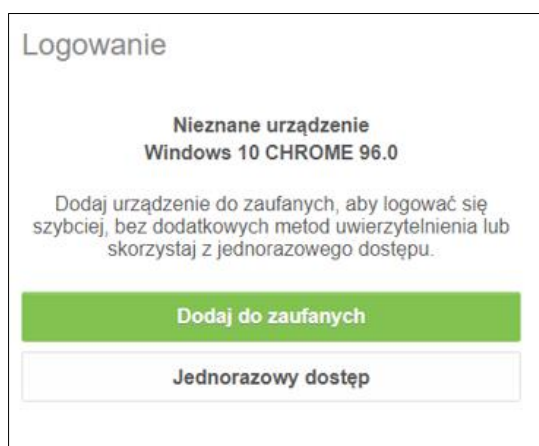 Logowanie
Nieznane urządzenie
Windows 10 CHROME 96.0
Dodaj urządzenie do zaufanych, aby logować się
szybciej, bez dodatkowych metod uwierzytelnienia lub
skorzystaj z jednorazowego dostępu.
Dodaj do zaufanych
Jednorazowy dostęp